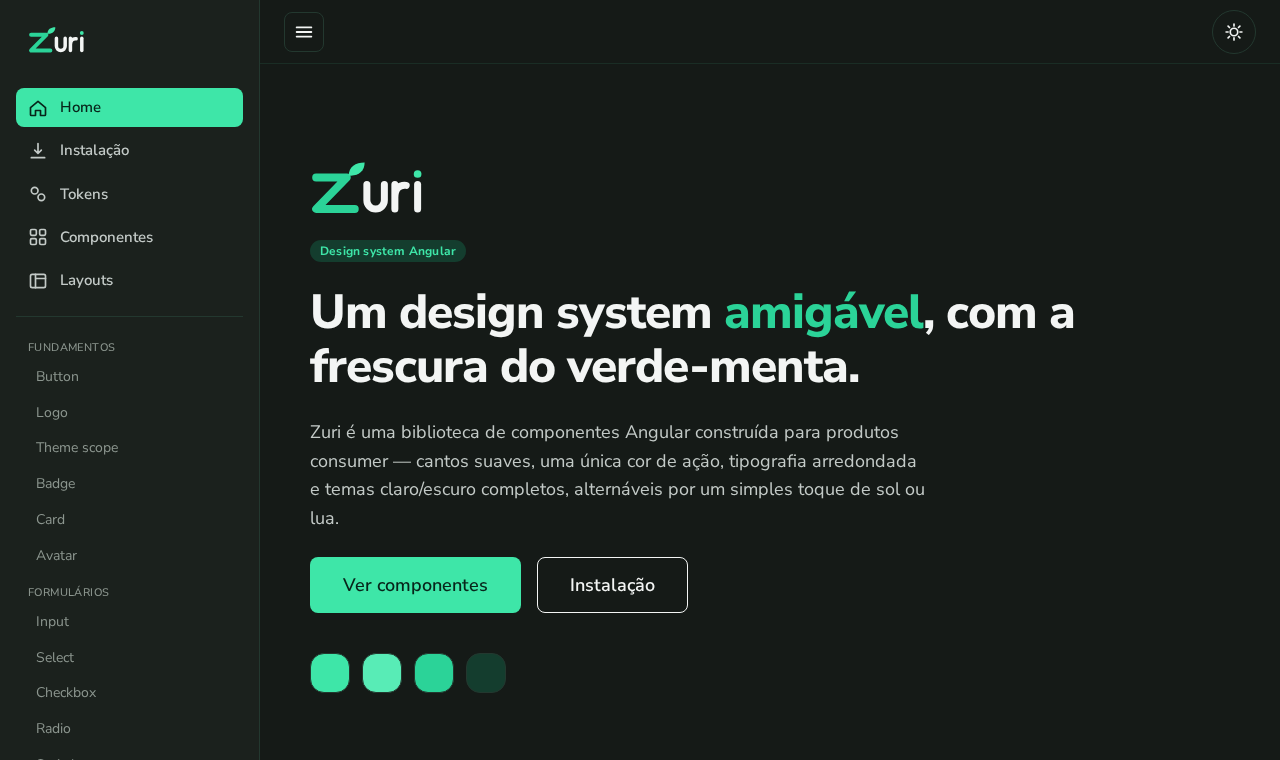 Zuri
Home
Instalação
Tokens
Componentes
Layouts
FUNDAMENTOS
Button
Logo
Theme scope
Badge
Card
Avatar
FORMULÁRIOS
Input
Select
Checkbox
Radio
Zuri
Design system Angular
Um design system amigável, com a
frescura do verde-menta.
Zuri é uma biblioteca de componentes Angular construída para produtos
consumer — cantos suaves, uma única cor de ação, tipografia arredondada
e temas claro/escuro completos, alternáveis por um simples toque de sol ou
lua.
Ver componentes
Instalação